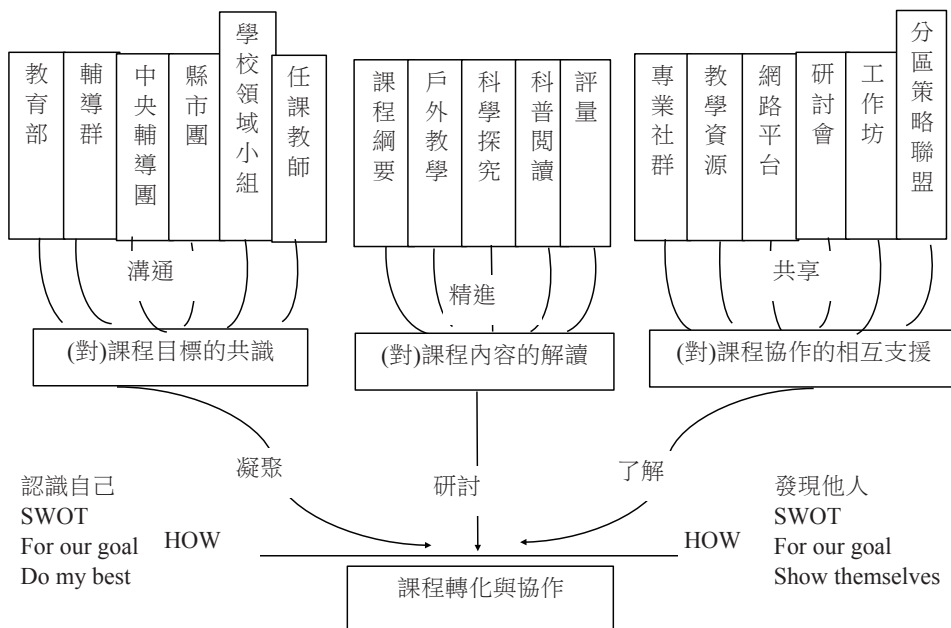 教育部
輔導群
中央輔導團
縣市團
學校領域小組
任課教師
課程綱要
戶外教學
科學探究
科普閱讀
評量
專業社群
教學資源
網路平台
研討會
工作坊
分區策略聯盟
溝通
精進
共享
(對)課程目標的共識
(對)課程內容的解讀
(對)課程協作的相互支援
凝聚
研討
了解
認識自己
SWOT
For our goal
Do my best
HOW
HOW
發現他人
SWOT
For our goal
Show themselves
課程轉化與協作